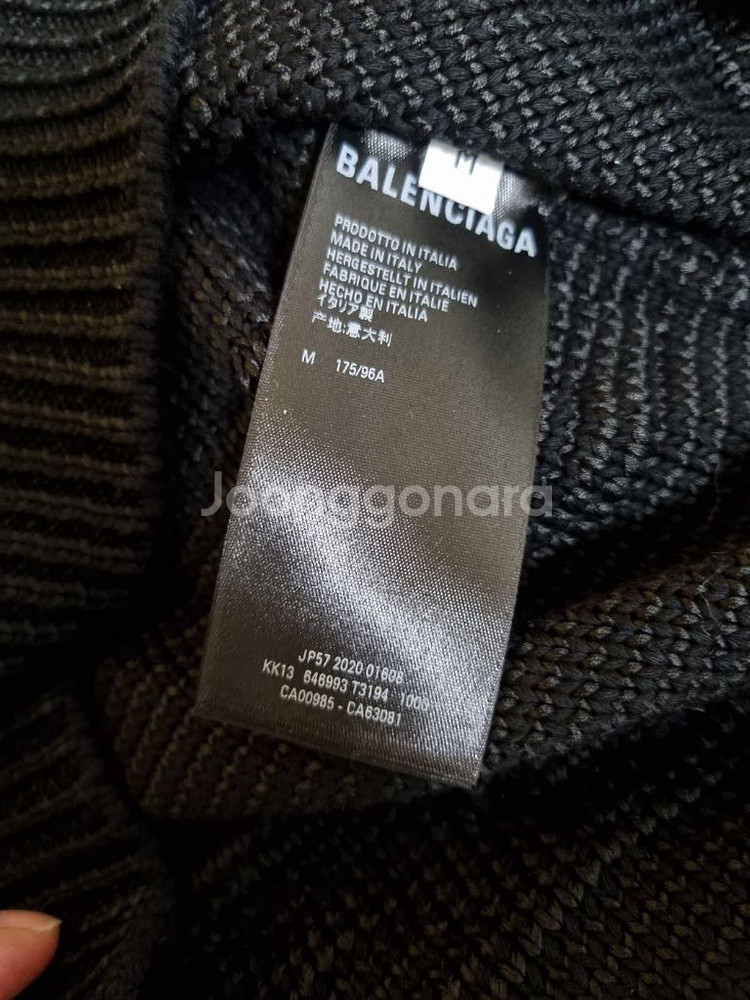 M
BALENCIAGA
PRODOTTO IN ITALIA
MADE IN ITALY
HERGESTELLT IN ITALIEN
FABRIQUE EN ITALIE
HECHO EN ITALIA
イタリア製
产地:意大利
M 175/96A
Joonggonara
JP57 2020 01608
KK13 646993 T3194 1000
CA00985 - CA63081